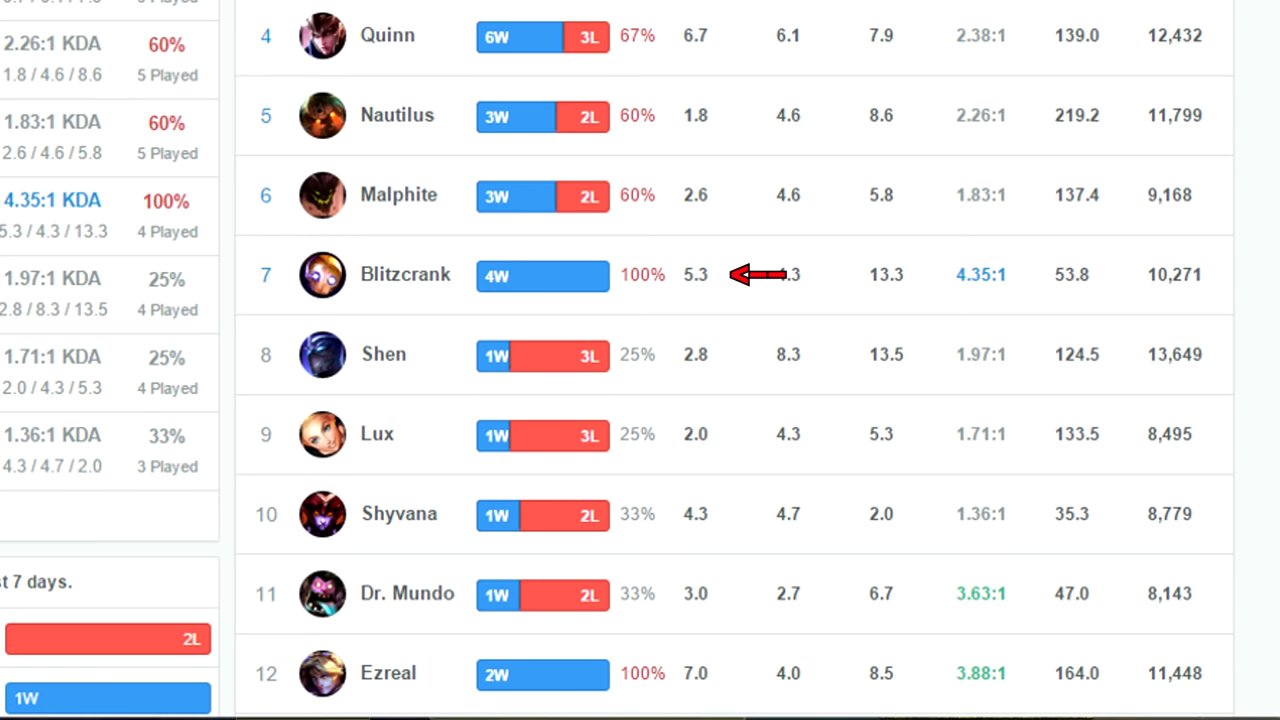 2.26:1 KDA 60%
1.8 / 4.6 / 8.6 5 Played
1.83:1 KDA 60%
2.6 / 4.6 / 5.8 5 Played
4.35:1 KDA 100%
5.3 / 4.3 / 13.3 4 Played
1.97:1 KDA 25%
2.8 / 8.3 / 13.5 4 Played
1.71:1 KDA 25%
2.0 / 4.3 / 5.3 4 Played
1.36:1 KDA 33%
4.3 / 4.7 / 2.0 3 Played
st 7 days.
2L
1W
4 Quinn 6W 3L 67% 6.7 6.1 7.9 2.38:1 139.0 12,432
5 Nautilus 3W 2L 60% 1.8 4.6 8.6 2.26:1 219.2 11,799
6 Malphite 3W 2L 60% 2.6 4.6 5.8 1.83:1 137.4 9,168
7 Blitzcrank 4W 100% 5.3 .3 13.3 4.35:1 53.8 10,271
8 Shen 1W 3L 25% 2.8 8.3 13.5 1.97:1 124.5 13,649
9 Lux 1W 3L 25% 2.0 4.3 5.3 1.71:1 133.5 8,495
10 Shyvana 1W 2L 33% 4.3 4.7 2.0 1.36:1 35.3 8,779
11 Dr. Mundo 1W 2L 33% 3.0 2.7 6.7 3.63:1 47.0 8,143
12 Ezreal 2W 100% 7.0 4.0 8.5 3.88:1 164.0 11,448